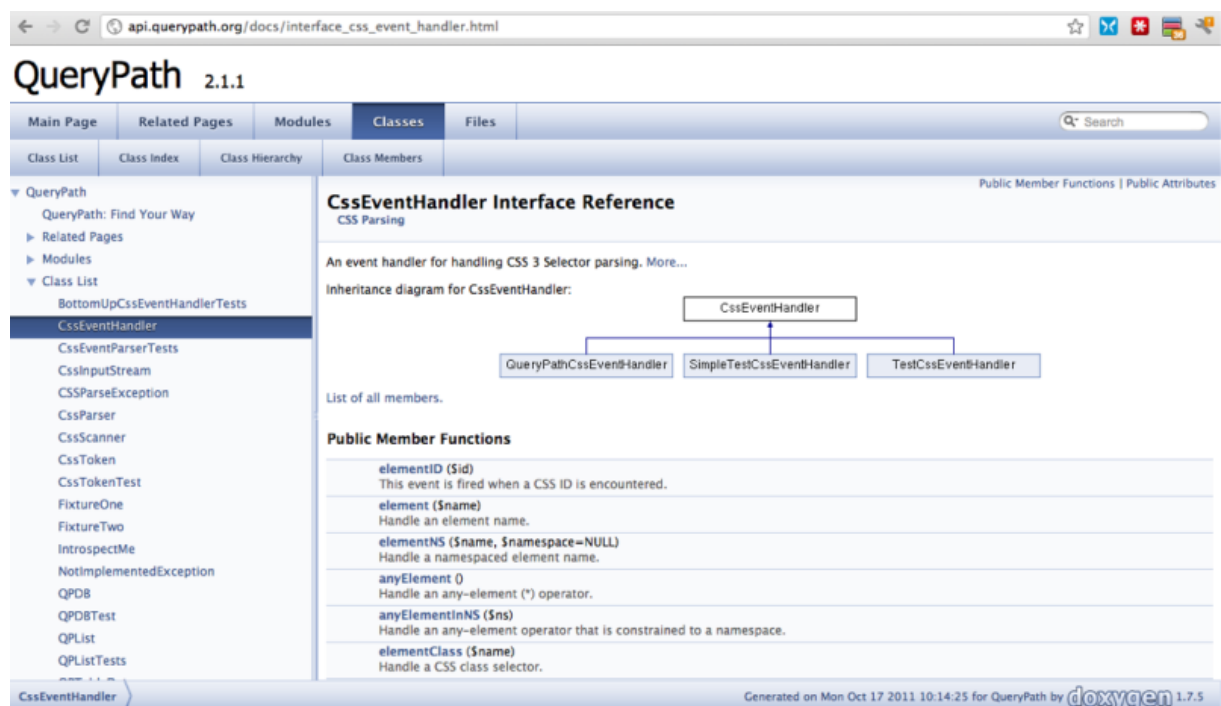 api.querypath.org/docs/interface_css_event_handler.html
QueryPath 2.1.1
Main Page Related Pages Modules Classes Files Search
Class List Class Index Class Hierarchy Class Members
QueryPath
QueryPath: Find Your Way
Related Pages
Modules
Class List
BottomUpCssEventHandlerTests
CssEventHandler
CssEventParserTests
CssInputStream
CSSParseException
CssParser
CssScanner
CssToken
CssTokenTest
FixtureOne
FixtureTwo
IntrospectMe
NotImplementedException
QPDB
QPDBTest
QPList
QPListTests
Public Member Functions | Public Attributes
CssEventHandler Interface Reference
CSS Parsing
An event handler for handling CSS 3 Selector parsing. More...
Inheritance diagram for CssEventHandler:
CssEventHandler
QueryPathCssEventHandler SimpleTestCssEventHandler TestCssEventHandler
List of all members.
Public Member Functions
elementID ($id)
This event is fired when a CSS ID is encountered.
element ($name)
Handle an element name.
elementNS ($name, $namespace=NULL)
Handle a namespaced element name.
anyElement ()
Handle an any-element (*) operator.
anyElementInNS ($ns)
Handle an any-element operator that is constrained to a namespace.
elementClass ($name)
Handle a CSS class selector.
CssEventHandler
Generated on Mon Oct 17 2011 10:14:25 for QueryPath by doxygen 1.7.5